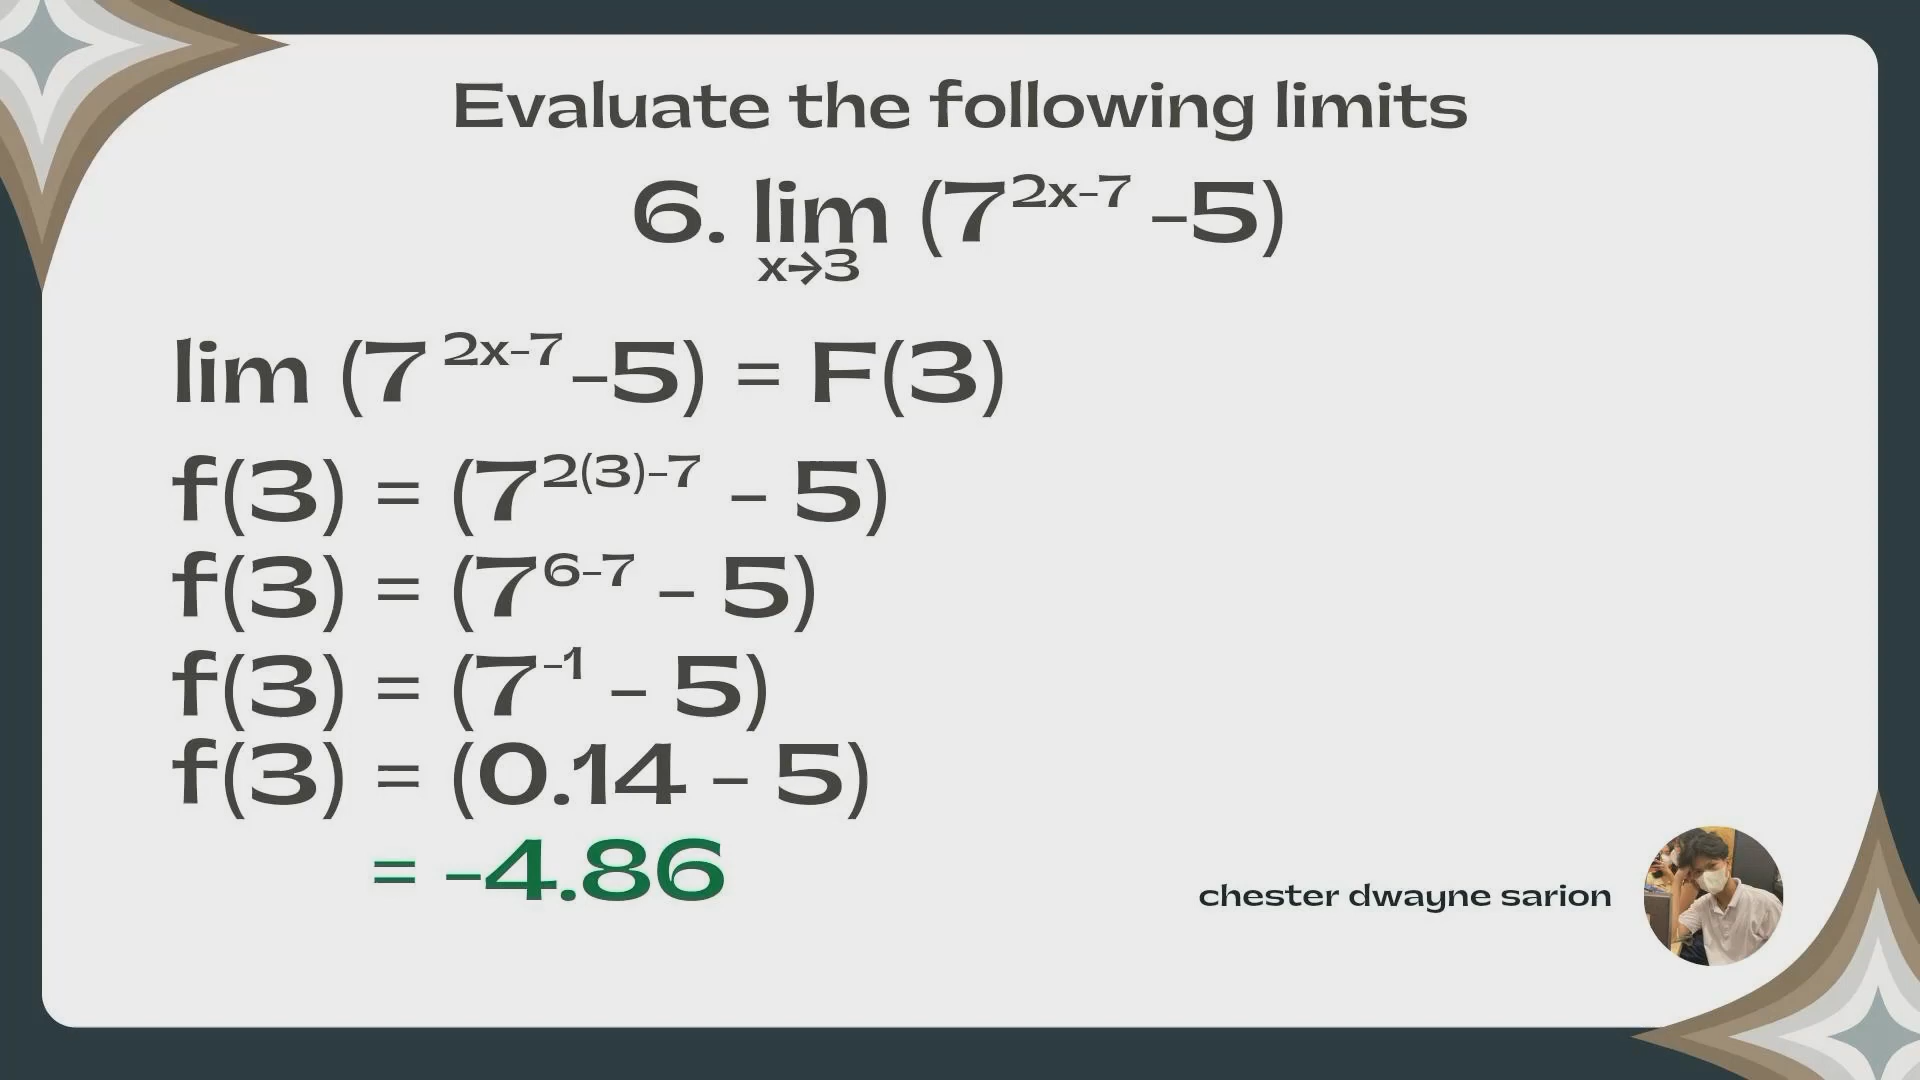 Evaluate the following limits
6. lim (7^{2x-7} -5)
x→3
lim (7^{2x-7} -5) = F(3)
f(3) = (7^{2(3)-7} - 5)
f(3) = (7^{6-7} - 5)
f(3) = (7^{-1} - 5)
f(3) = (0.14 - 5)
= -4.86
chester dwayne sarion